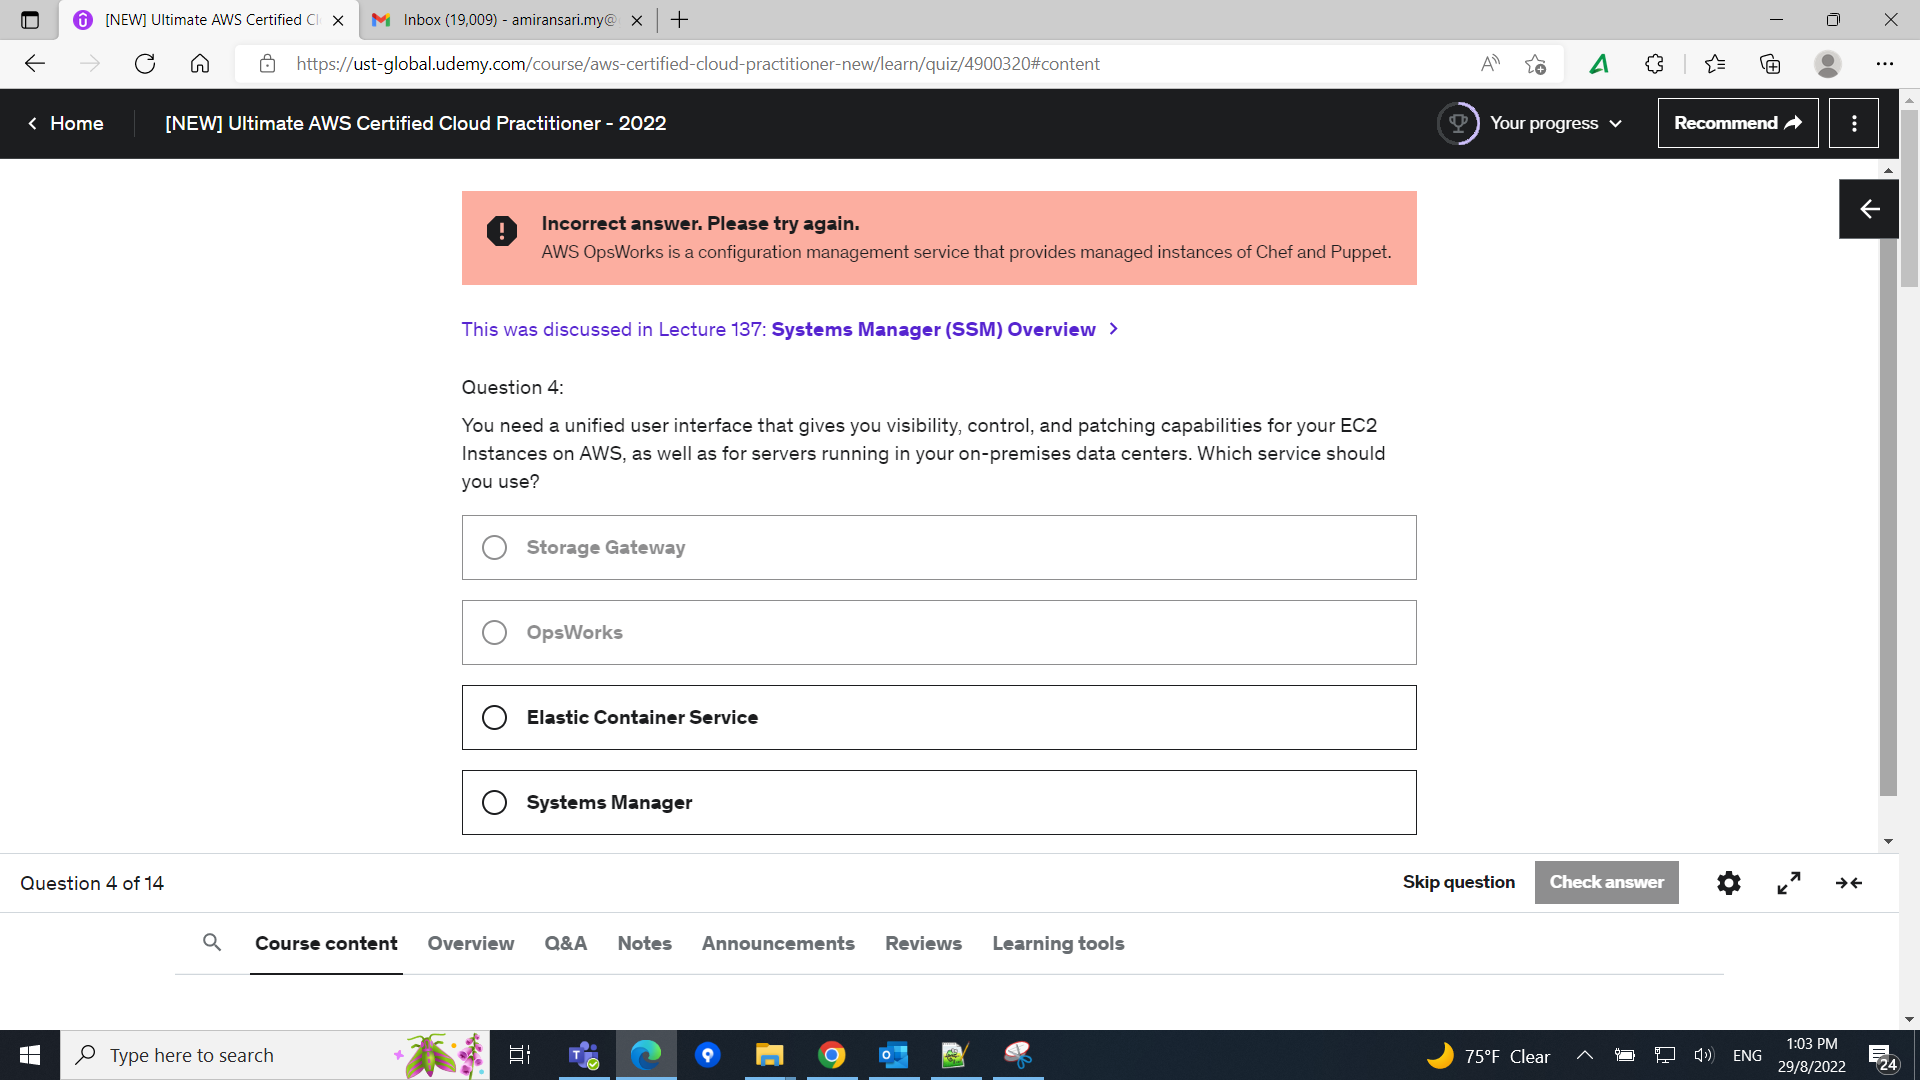 [NEW] Ultimate AWS Certified Cl
Inbox (19,009) - amiransari.my@
https://ust-global.udemy.com/course/aws-certified-cloud-practitioner-new/learn/quiz/4900320#content
Home
[NEW] Ultimate AWS Certified Cloud Practitioner - 2022
Your progress
Recommend
Incorrect answer. Please try again.
AWS OpsWorks is a configuration management service that provides managed instances of Chef and Puppet.
This was discussed in Lecture 137: Systems Manager (SSM) Overview
Question 4:
You need a unified user interface that gives you visibility, control, and patching capabilities for your EC2
Instances on AWS, as well as for servers running in your on-premises data centers. Which service should
you use?
Storage Gateway
OpsWorks
Elastic Container Service
Systems Manager
Question 4 of 14
Skip question
Check answer
Course content
Overview
Q&A
Notes
Announcements
Reviews
Learning tools
Type here to search
75°F Clear
ENG
1:03 PM
29/8/2022
24